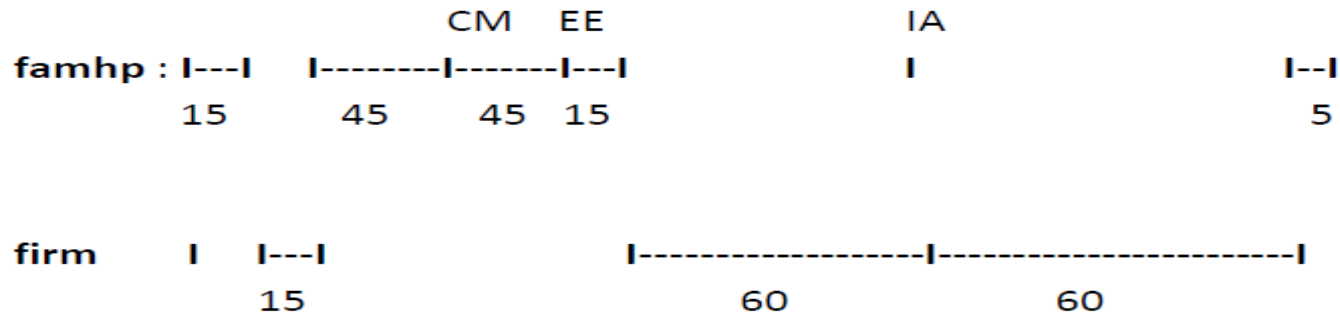 CM EE IA
famhp : I---I I--------I-------I---I I I--I
15 45 45 15 5
firm I I---I I-------------------I------------------------I
15 60 60